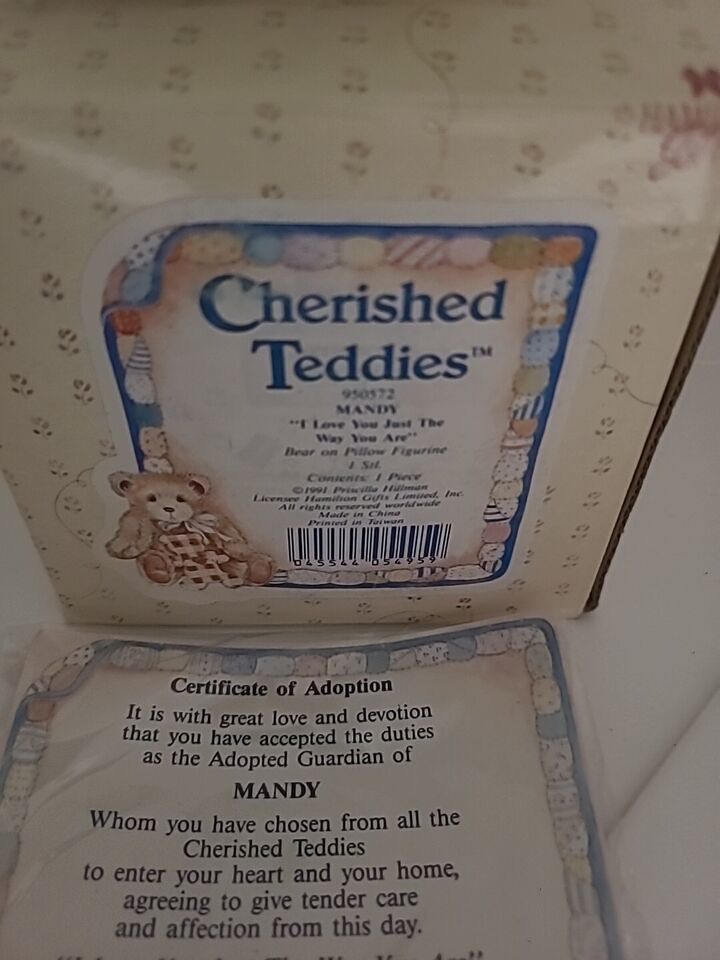 Cherished
Teddies™
950572
MANDY
"I Love You Just The
Way You Are"
Bear on Pillow Figurine
1 Stl.
Contents: 1 Piece
©1991 Priscilla Hillman
Licensee Hamilton Gifts Limited, Inc.
All rights reserved worldwide
Made in China
Printed in Taiwan
045544 054959
Certificate of Adoption
It is with great love and devotion
that you have accepted the duties
as the Adopted Guardian of
MANDY
Whom you have chosen from all the
Cherished Teddies
to enter your heart and your home,
agreeing to give tender care
and affection from this day.